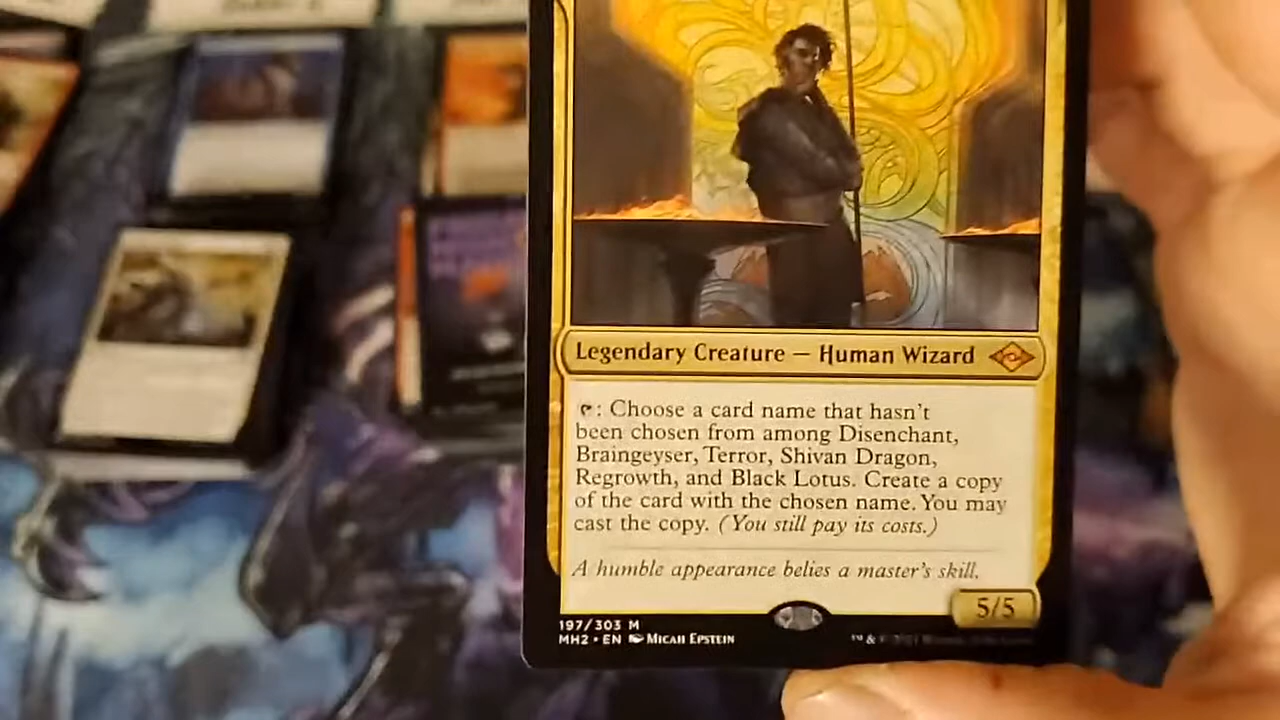 Legendary Creature — Human Wizard
: Choose a card name that hasn't
been chosen from among Disenchant,
Braingeyser, Terror, Shivan Dragon,
Regrowth, and Black Lotus. Create a copy
of the card with the chosen name. You may
cast the copy. (You still pay its costs.)
A humble appearance belies a master's skill.
5/5
197/303 M
MH2 • EN Micah Epstein
™ & ©